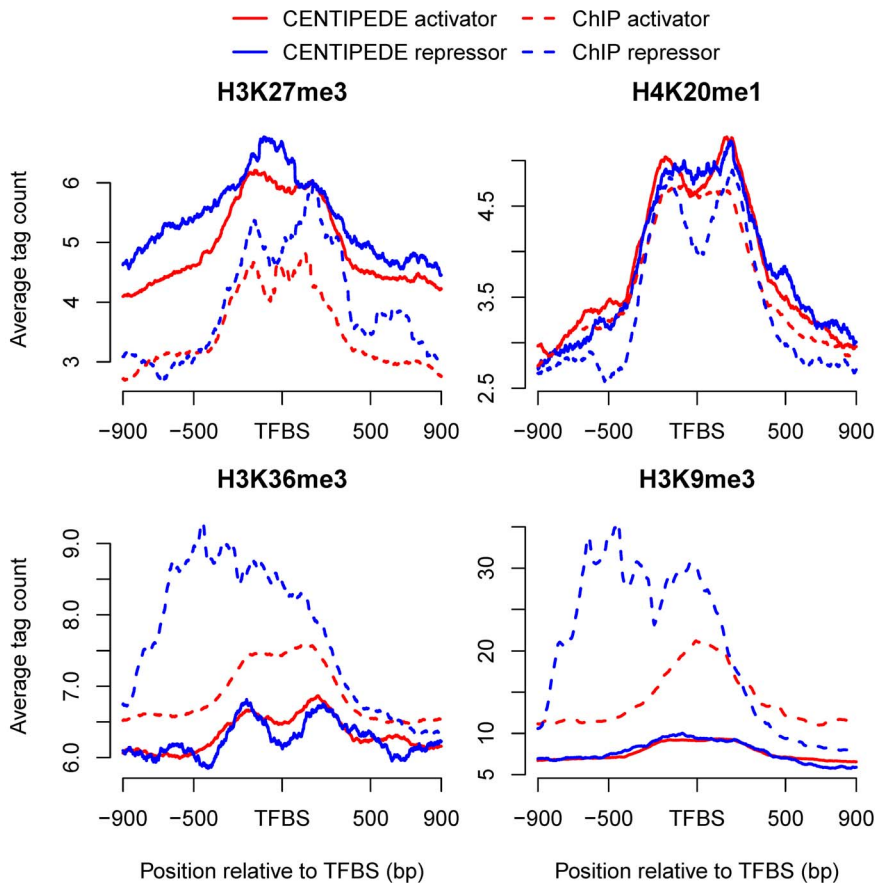 CENTIPEDE activator ChIP activator
CENTIPEDE repressor ChIP repressor
H3K27me3 H4K20me1
Average tag count
3 4 5 6
2.5 3.5 4.5
−900 −500 TFBS 500 900
−900 −500 TFBS 500 900
H3K36me3 H3K9me3
Average tag count
6.0 7.0 8.0 9.0
5 10 20 30
−900 −500 TFBS 500 900
−900 −500 TFBS 500 900
Position relative to TFBS (bp) Position relative to TFBS (bp)